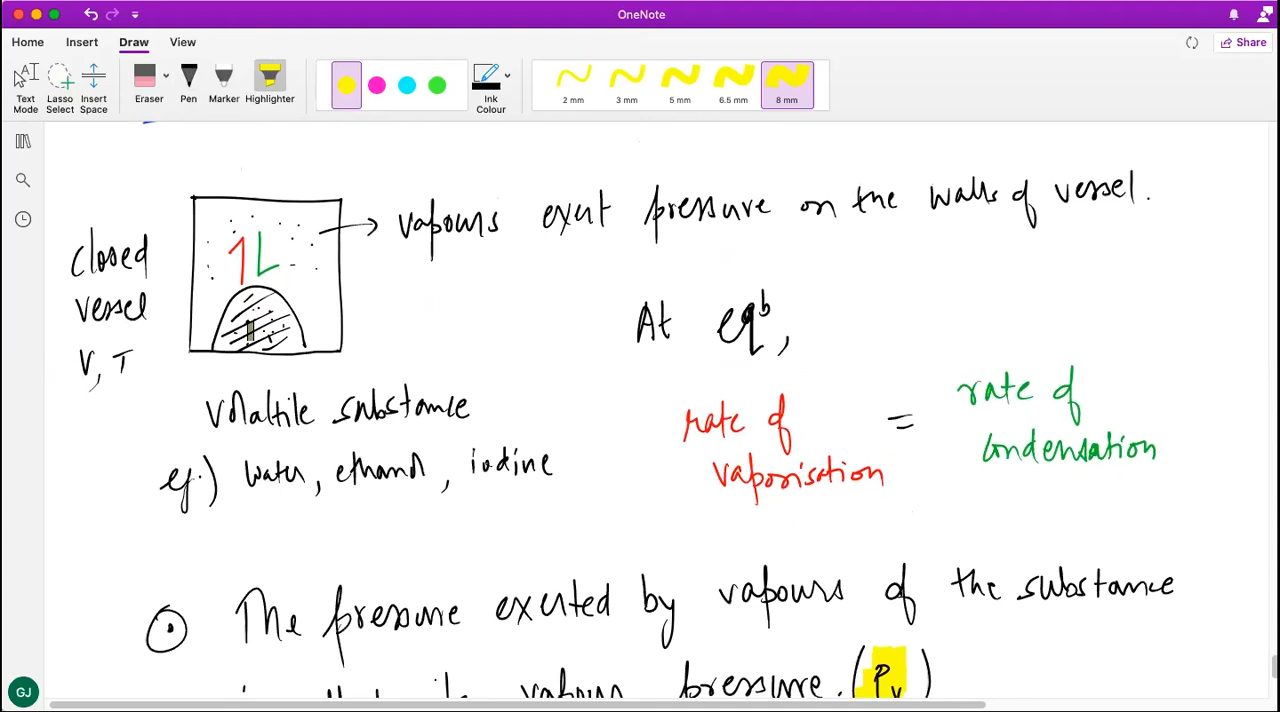 OneNote
Home Insert Draw View
Share
Text Mode
Lasso Select
Insert Space
Eraser
Pen
Marker
Highlighter
Ink Colour
2 mm 3 mm 5 mm 6.5 mm 8 mm
closed vessel
V, T
vapours exert pressure on the walls of vessel.
At eqb,
rate of vaporisation = rate of condensation
Volaltile substance
eg.) water, ethanol, iodine
The pressure exerted by vapours of the substance
vapour pressure. (Pv)
GJ